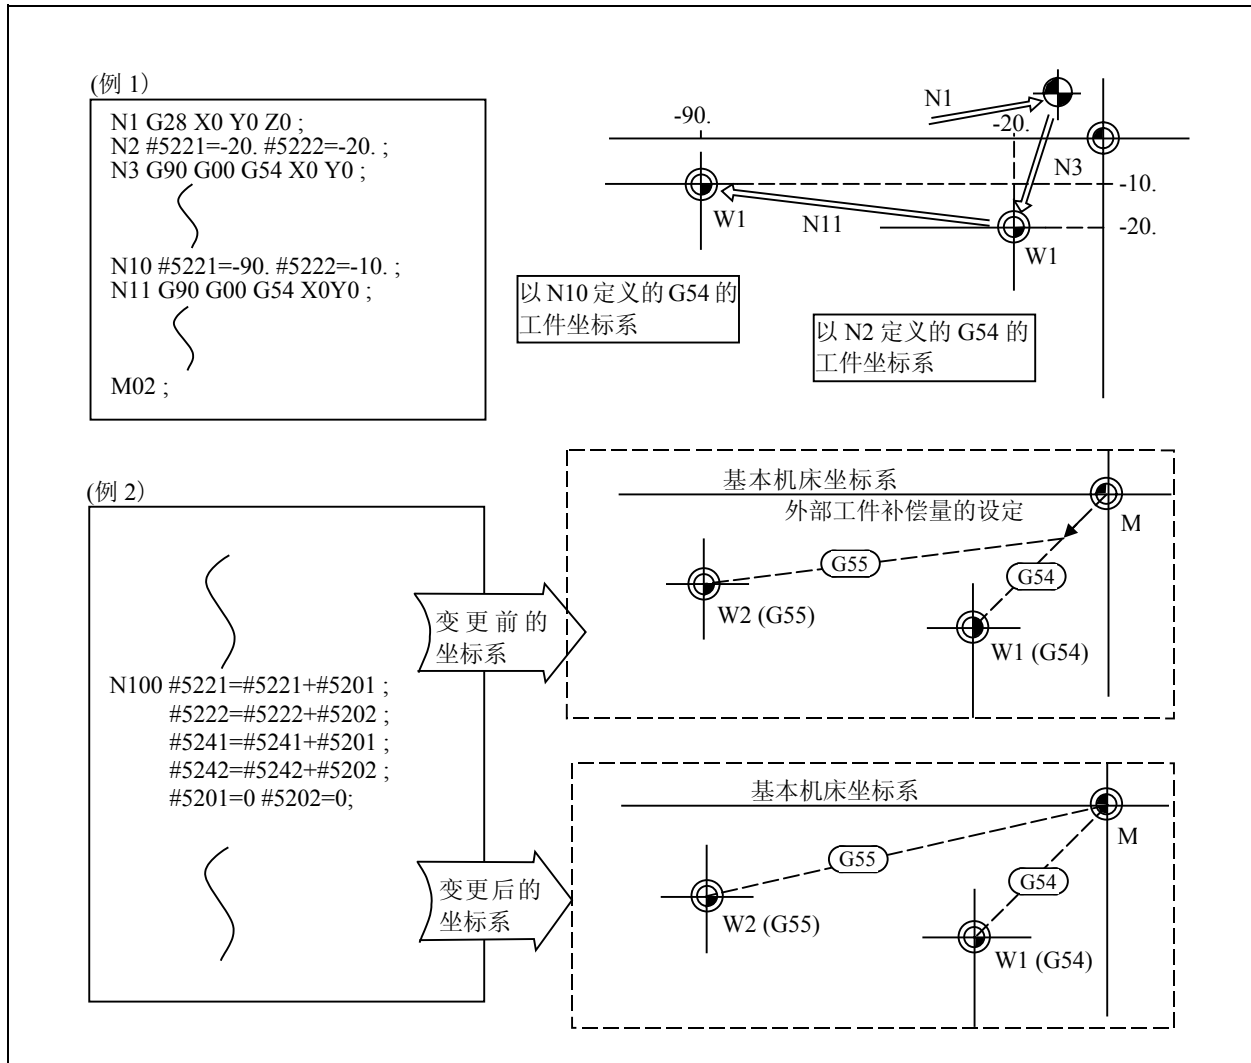 (例 1)
N1 G28 X0 Y0 Z0 ;
N2 #5221=-20. #5222=-20. ;
N3 G90 G00 G54 X0 Y0 ;
N10 #5221=-90. #5222=-10. ;
N11 G90 G00 G54 X0Y0 ;
M02 ;
-90.
N1
-20.
N3
-10.
W1
N11
-20.
W1
以 N10 定义的 G54 的
工件坐标系
以 N2 定义的 G54 的
工件坐标系
(例 2)
N100 #5221=#5221+#5201 ;
#5222=#5222+#5202 ;
#5241=#5241+#5201 ;
#5242=#5242+#5202 ;
#5201=0 #5202=0;
变更前的
坐标系
基本机床坐标系
外部工件补偿量的设定
M
G55
G54
W2 (G55)
W1 (G54)
变更后的
坐标系
基本机床坐标系
M
G55
G54
W2 (G55)
W1 (G54)